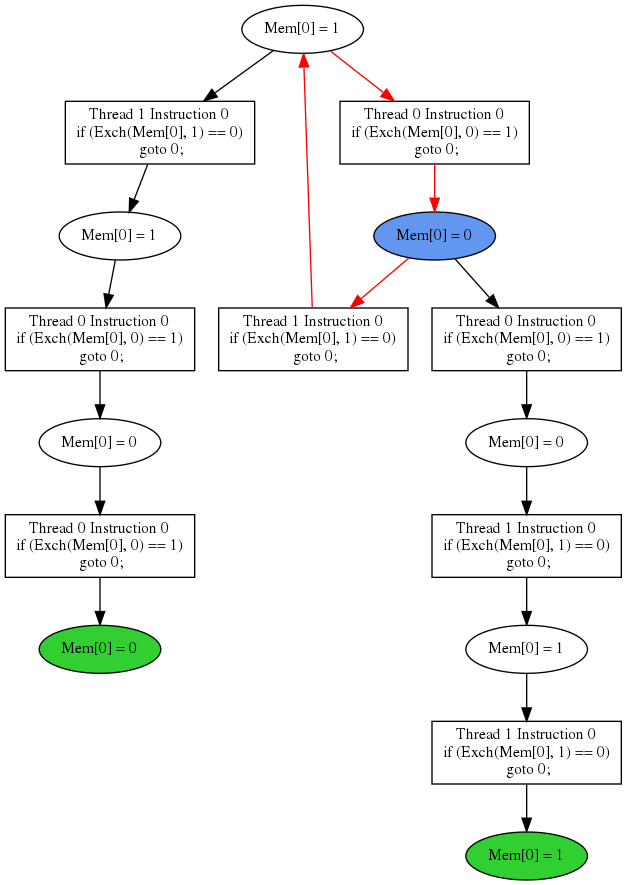 Mem[0] = 1
Thread 1 Instruction 0
if (Exch(Mem[0], 1) == 0)
goto 0;
Thread 0 Instruction 0
if (Exch(Mem[0], 0) == 1)
goto 0;
Mem[0] = 1
Mem[0] = 0
Thread 0 Instruction 0
if (Exch(Mem[0], 0) == 1)
goto 0;
Thread 1 Instruction 0
if (Exch(Mem[0], 1) == 0)
goto 0;
Thread 0 Instruction 0
if (Exch(Mem[0], 0) == 1)
goto 0;
Mem[0] = 0
Mem[0] = 0
Thread 0 Instruction 0
if (Exch(Mem[0], 0) == 1)
goto 0;
Thread 1 Instruction 0
if (Exch(Mem[0], 1) == 0)
goto 0;
Mem[0] = 0
Mem[0] = 1
Thread 1 Instruction 0
if (Exch(Mem[0], 1) == 0)
goto 0;
Mem[0] = 1